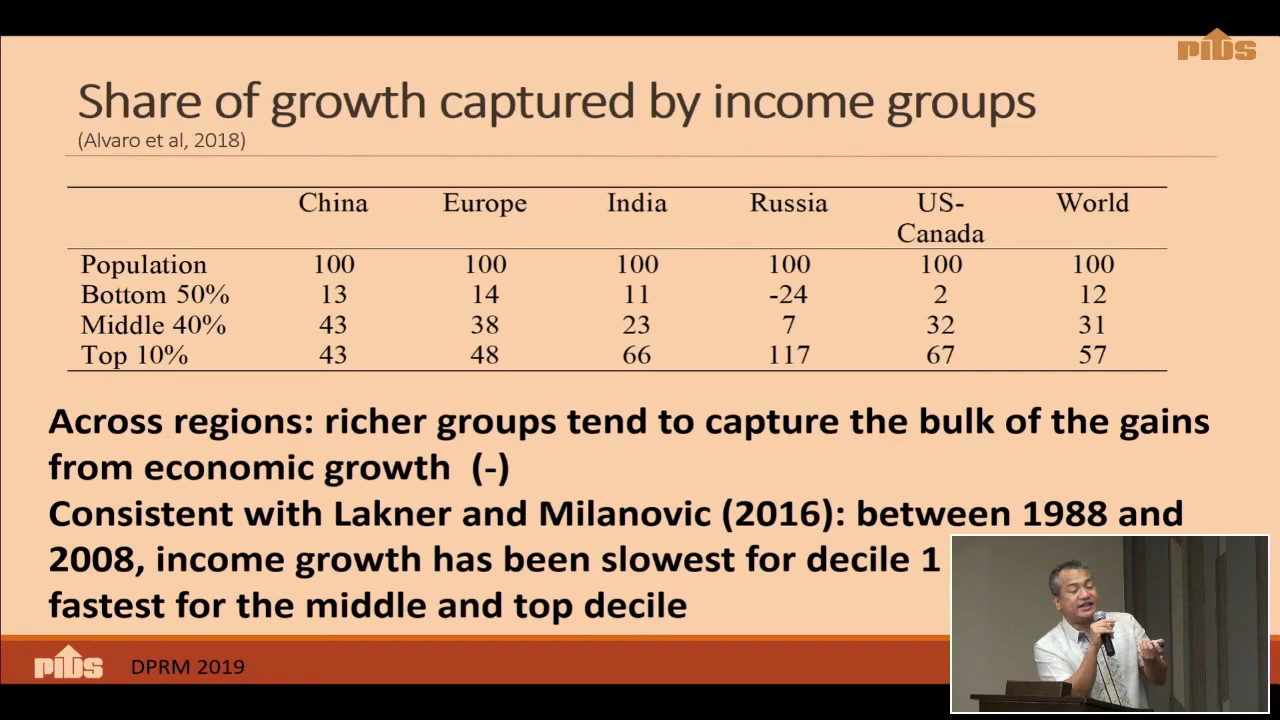 PIDS
Share of growth captured by income groups
(Alvaro et al, 2018)
China Europe India Russia US- World
Canada
Population 100 100 100 100 100 100
Bottom 50% 13 14 11 -24 2 12
Middle 40% 43 38 23 7 32 31
Top 10% 43 48 66 117 67 57
Across regions: richer groups tend to capture the bulk of the gains
from economic growth (-)
Consistent with Lakner and Milanovic (2016): between 1988 and
2008, income growth has been slowest for decile 1
fastest for the middle and top decile
PIDS DPRM 2019